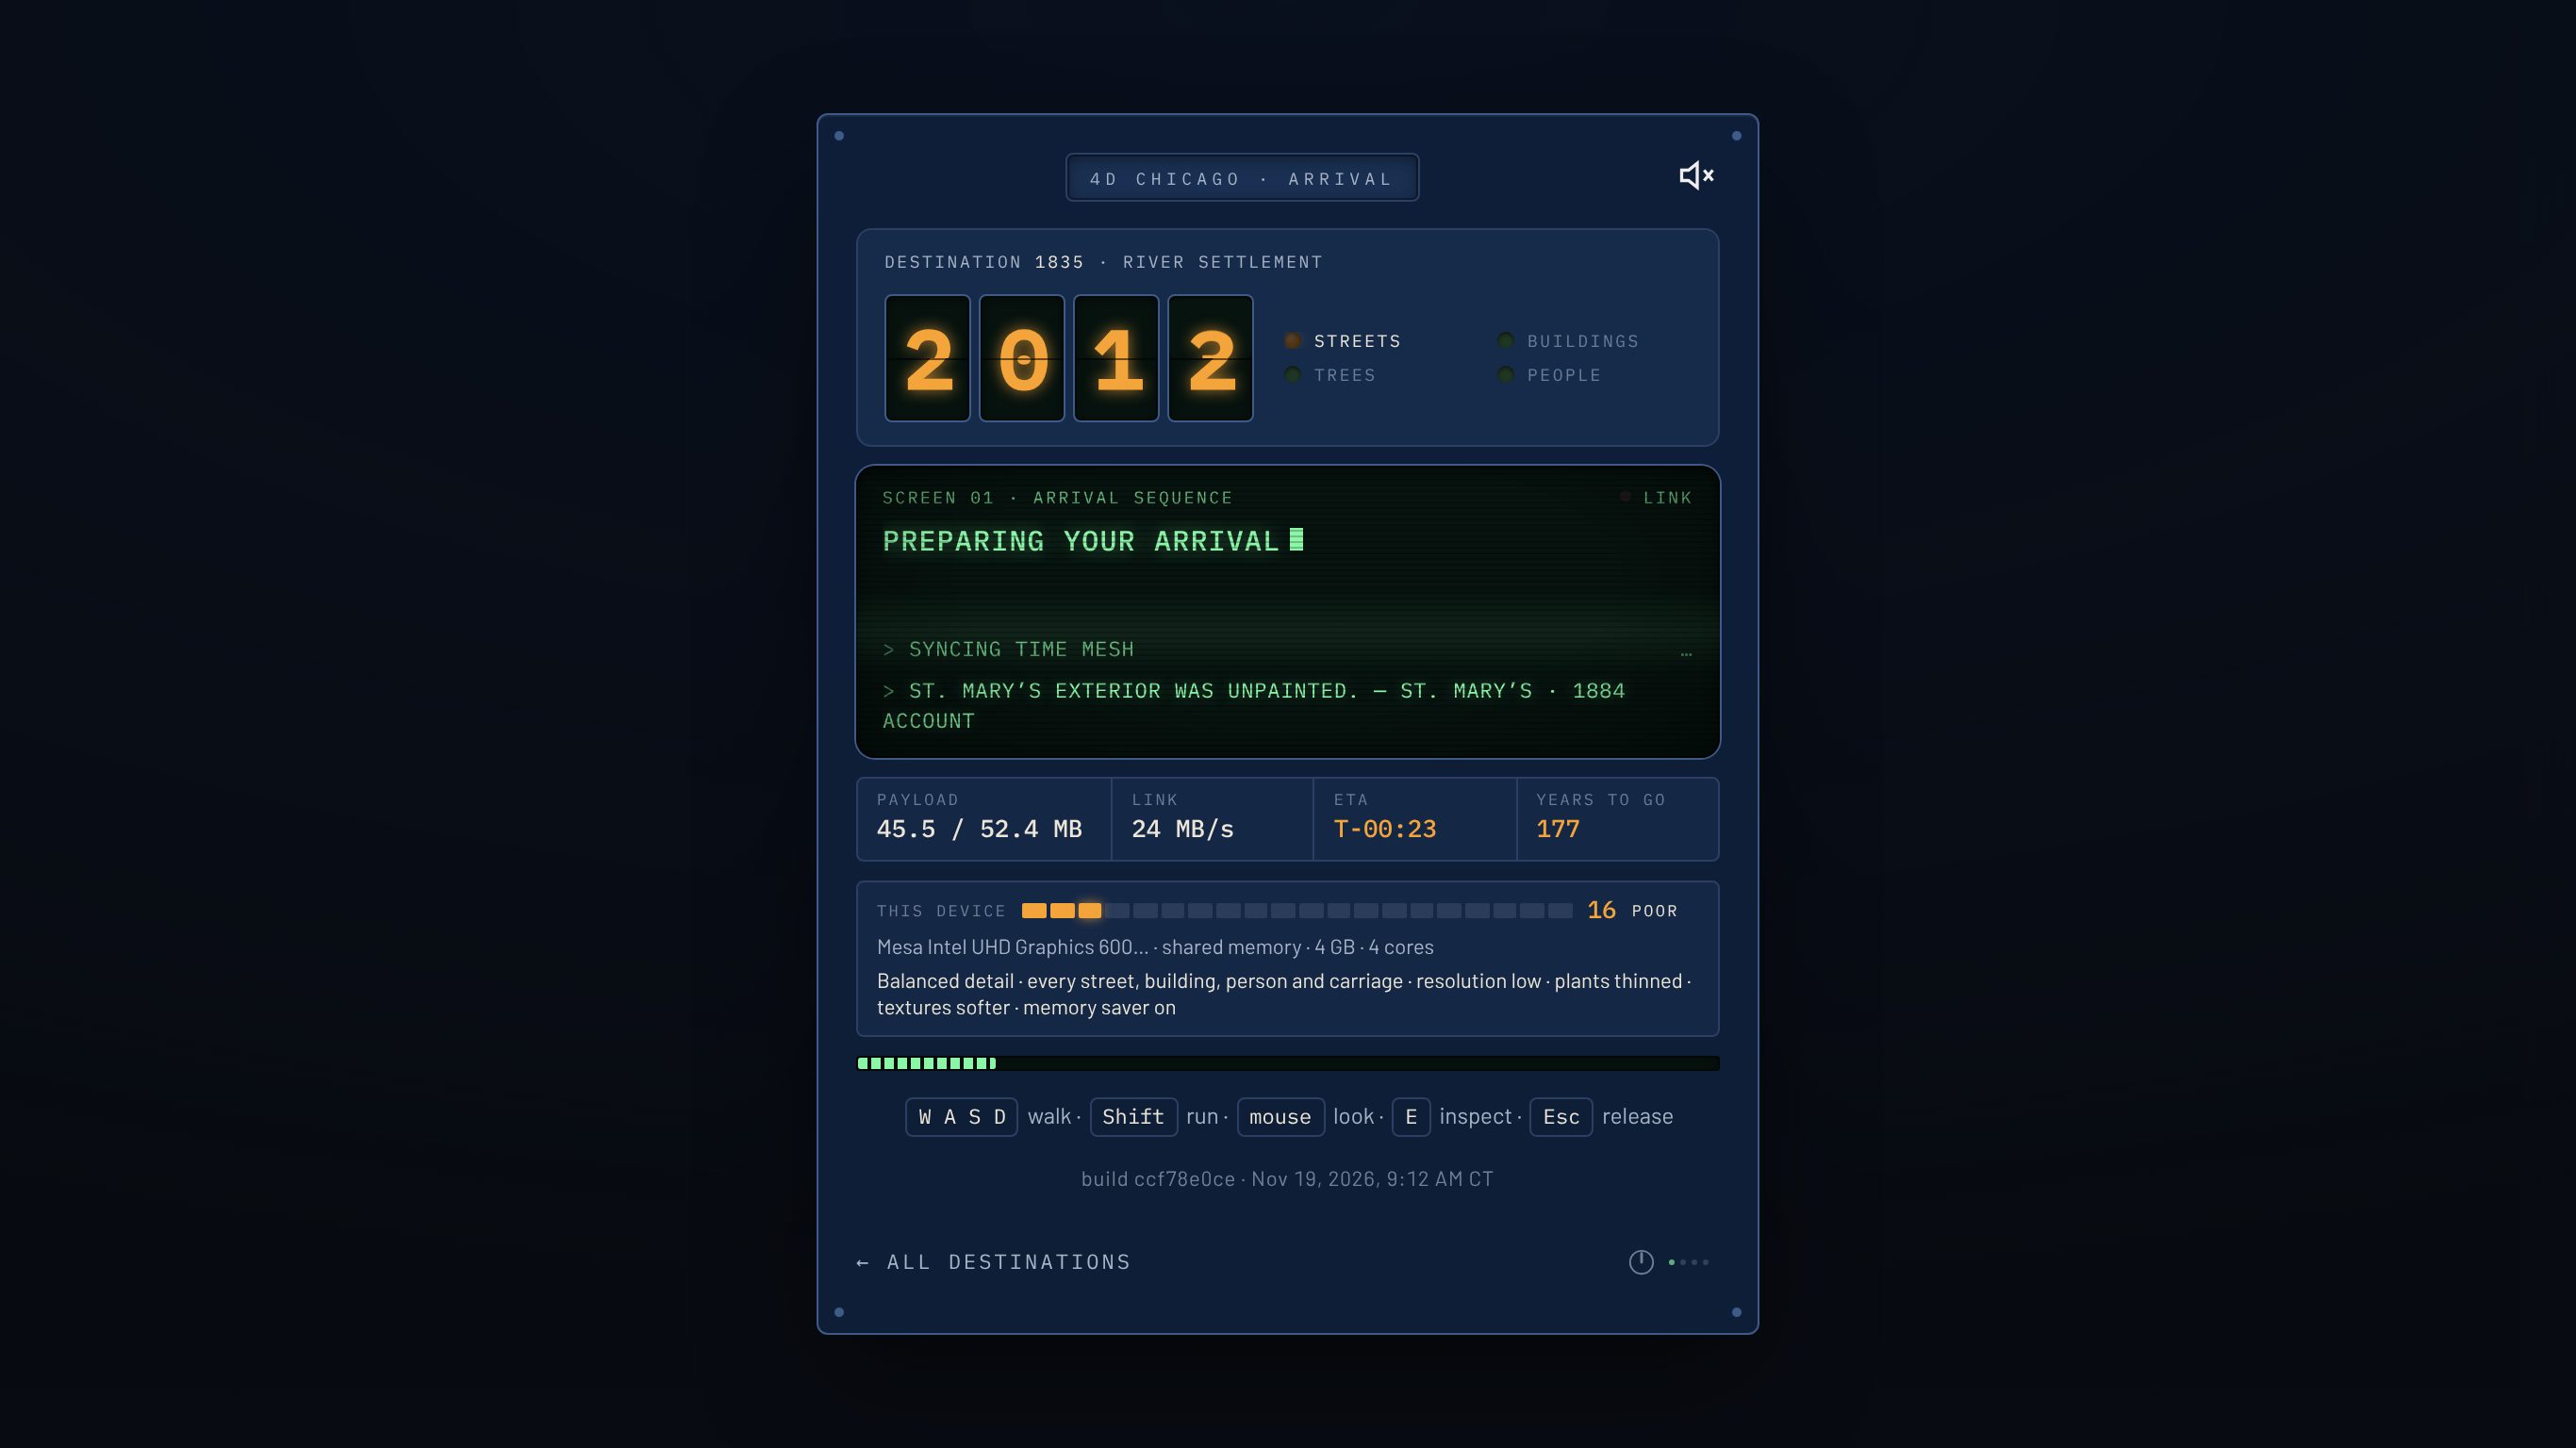 4D CHICAGO · ARRIVAL
DESTINATION 1835 · RIVER SETTLEMENT
2012
STREETS
BUILDINGS
TREES
PEOPLE
SCREEN 01 · ARRIVAL SEQUENCE
LINK
PREPARING YOUR ARRIVAL
> SYNCING TIME MESH …
> ST. MARY’S EXTERIOR WAS UNPAINTED. — ST. MARY’S · 1884
ACCOUNT
PAYLOAD
45.5 / 52.4 MB
LINK
24 MB/s
ETA
T-00:23
YEARS TO GO
177
THIS DEVICE
16 POOR
Mesa Intel UHD Graphics 600… · shared memory · 4 GB · 4 cores
Balanced detail · every street, building, person and carriage · resolution low · plants thinned ·
textures softer · memory saver on
W A S D walk · Shift run · mouse look · E inspect · Esc release
build ccf78e0ce · Nov 19, 2026, 9:12 AM CT
← ALL DESTINATIONS